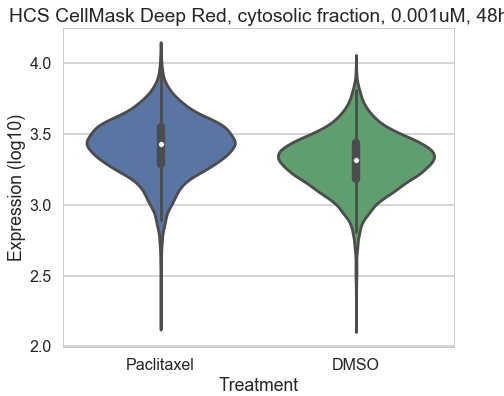 HCS CellMask Deep Red, cytosolic fraction, 0.001uM, 48h
4.0
3.5
3.0
2.5
2.0
Expression (log10)
Paclitaxel
DMSO
Treatment